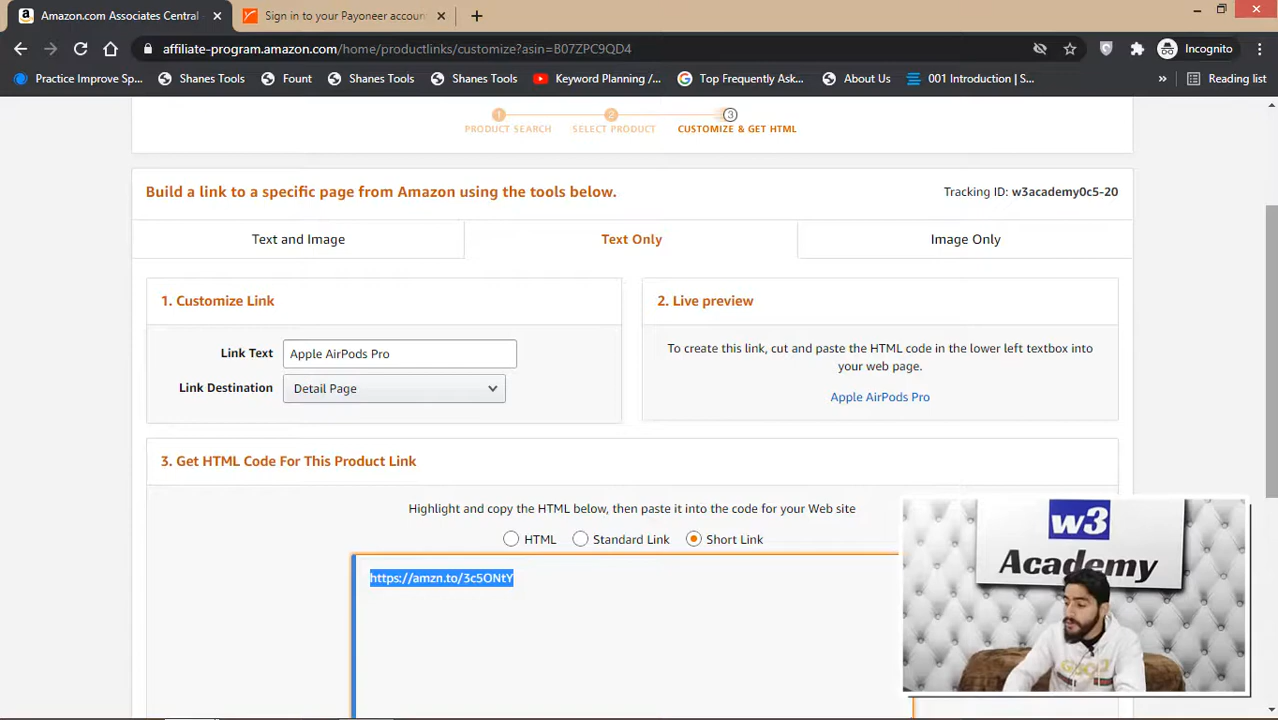 Amazon.com Associates Central -
Sign in to your Payoneer accoun
affiliate-program.amazon.com/home/productlinks/customize?asin=B07ZPC9QD4
Incognito
Practice Improve Sp...
Shanes Tools
Fount
Shanes Tools
Shanes Tools
Keyword Planning /...
Top Frequently Ask...
About Us
001 Introduction | S...
»
Reading list
1
2
3
PRODUCT SEARCH
SELECT PRODUCT
CUSTOMIZE & GET HTML
Build a link to a specific page from Amazon using the tools below.
Tracking ID: w3academy0c5-20
Text and Image
Text Only
Image Only
1. Customize Link
2. Live preview
Link Text
Apple AirPods Pro
To create this link, cut and paste the HTML code in the lower left textbox into
your web page.
Link Destination
Detail Page
Apple AirPods Pro
3. Get HTML Code For This Product Link
Highlight and copy the HTML below, then paste it into the code for your Web site
HTML
Standard Link
Short Link
https://amzn.to/3c5ONtY
w3
Academy
GUCCI